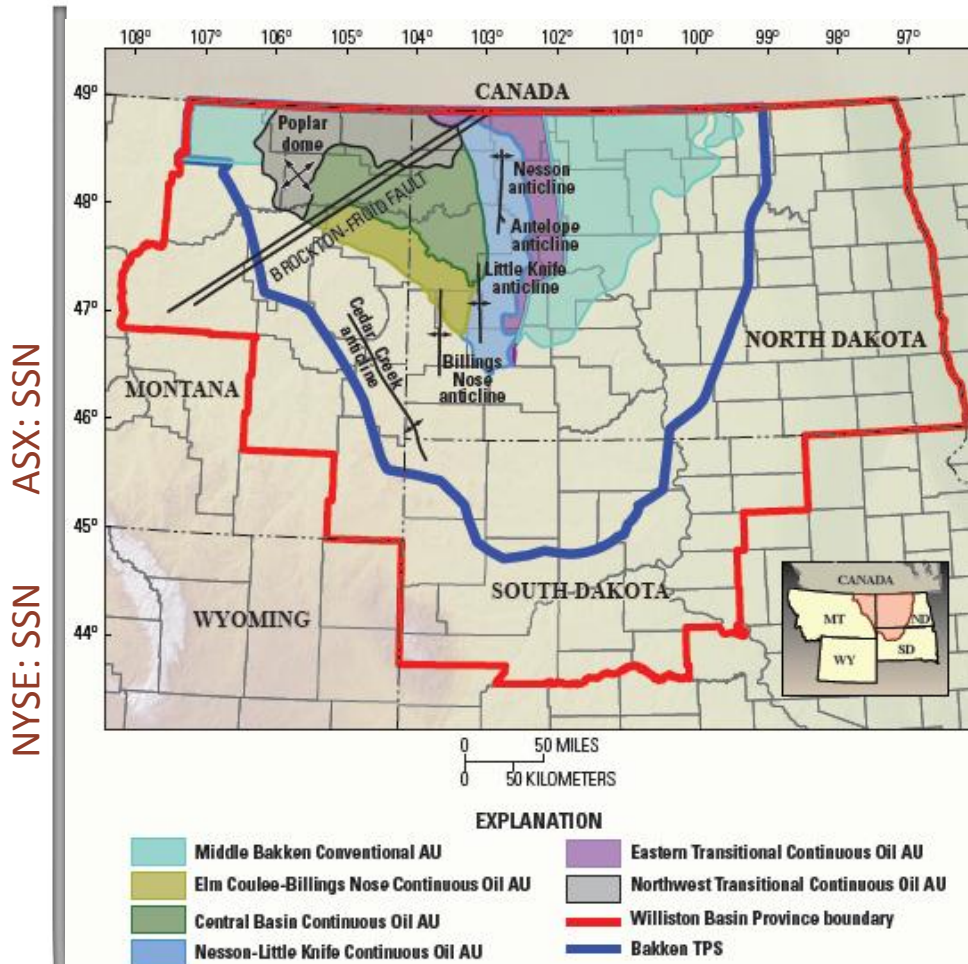 ASX: SSN
NYSE: SSN
108° 107° 106° 105° 104° 103° 102° 101° 100° 99° 98° 97°
49°
CANADA
Poplar
dome
Nesson
anticline
48°
BROCKTON-FROID FAULT
Antelope
anticline
Little Knife
anticline
47°
Cedar Creek
anticline
NORTH DAKOTA
MONTANA
Billings
Nose
anticline
46°
45°
SOUTH DAKOTA
WYOMING
44°
CANADA
MT
ND
SD
WY
0 50 MILES
0 50 KILOMETERS
EXPLANATION
Middle Bakken Conventional AU
Elm Coulee-Billings Nose Continuous Oil AU
Central Basin Continuous Oil AU
Nesson-Little Knife Continuous Oil AU
Eastern Transitional Continuous Oil AU
Northwest Transitional Continuous Oil AU
Williston Basin Province boundary
Bakken TPS